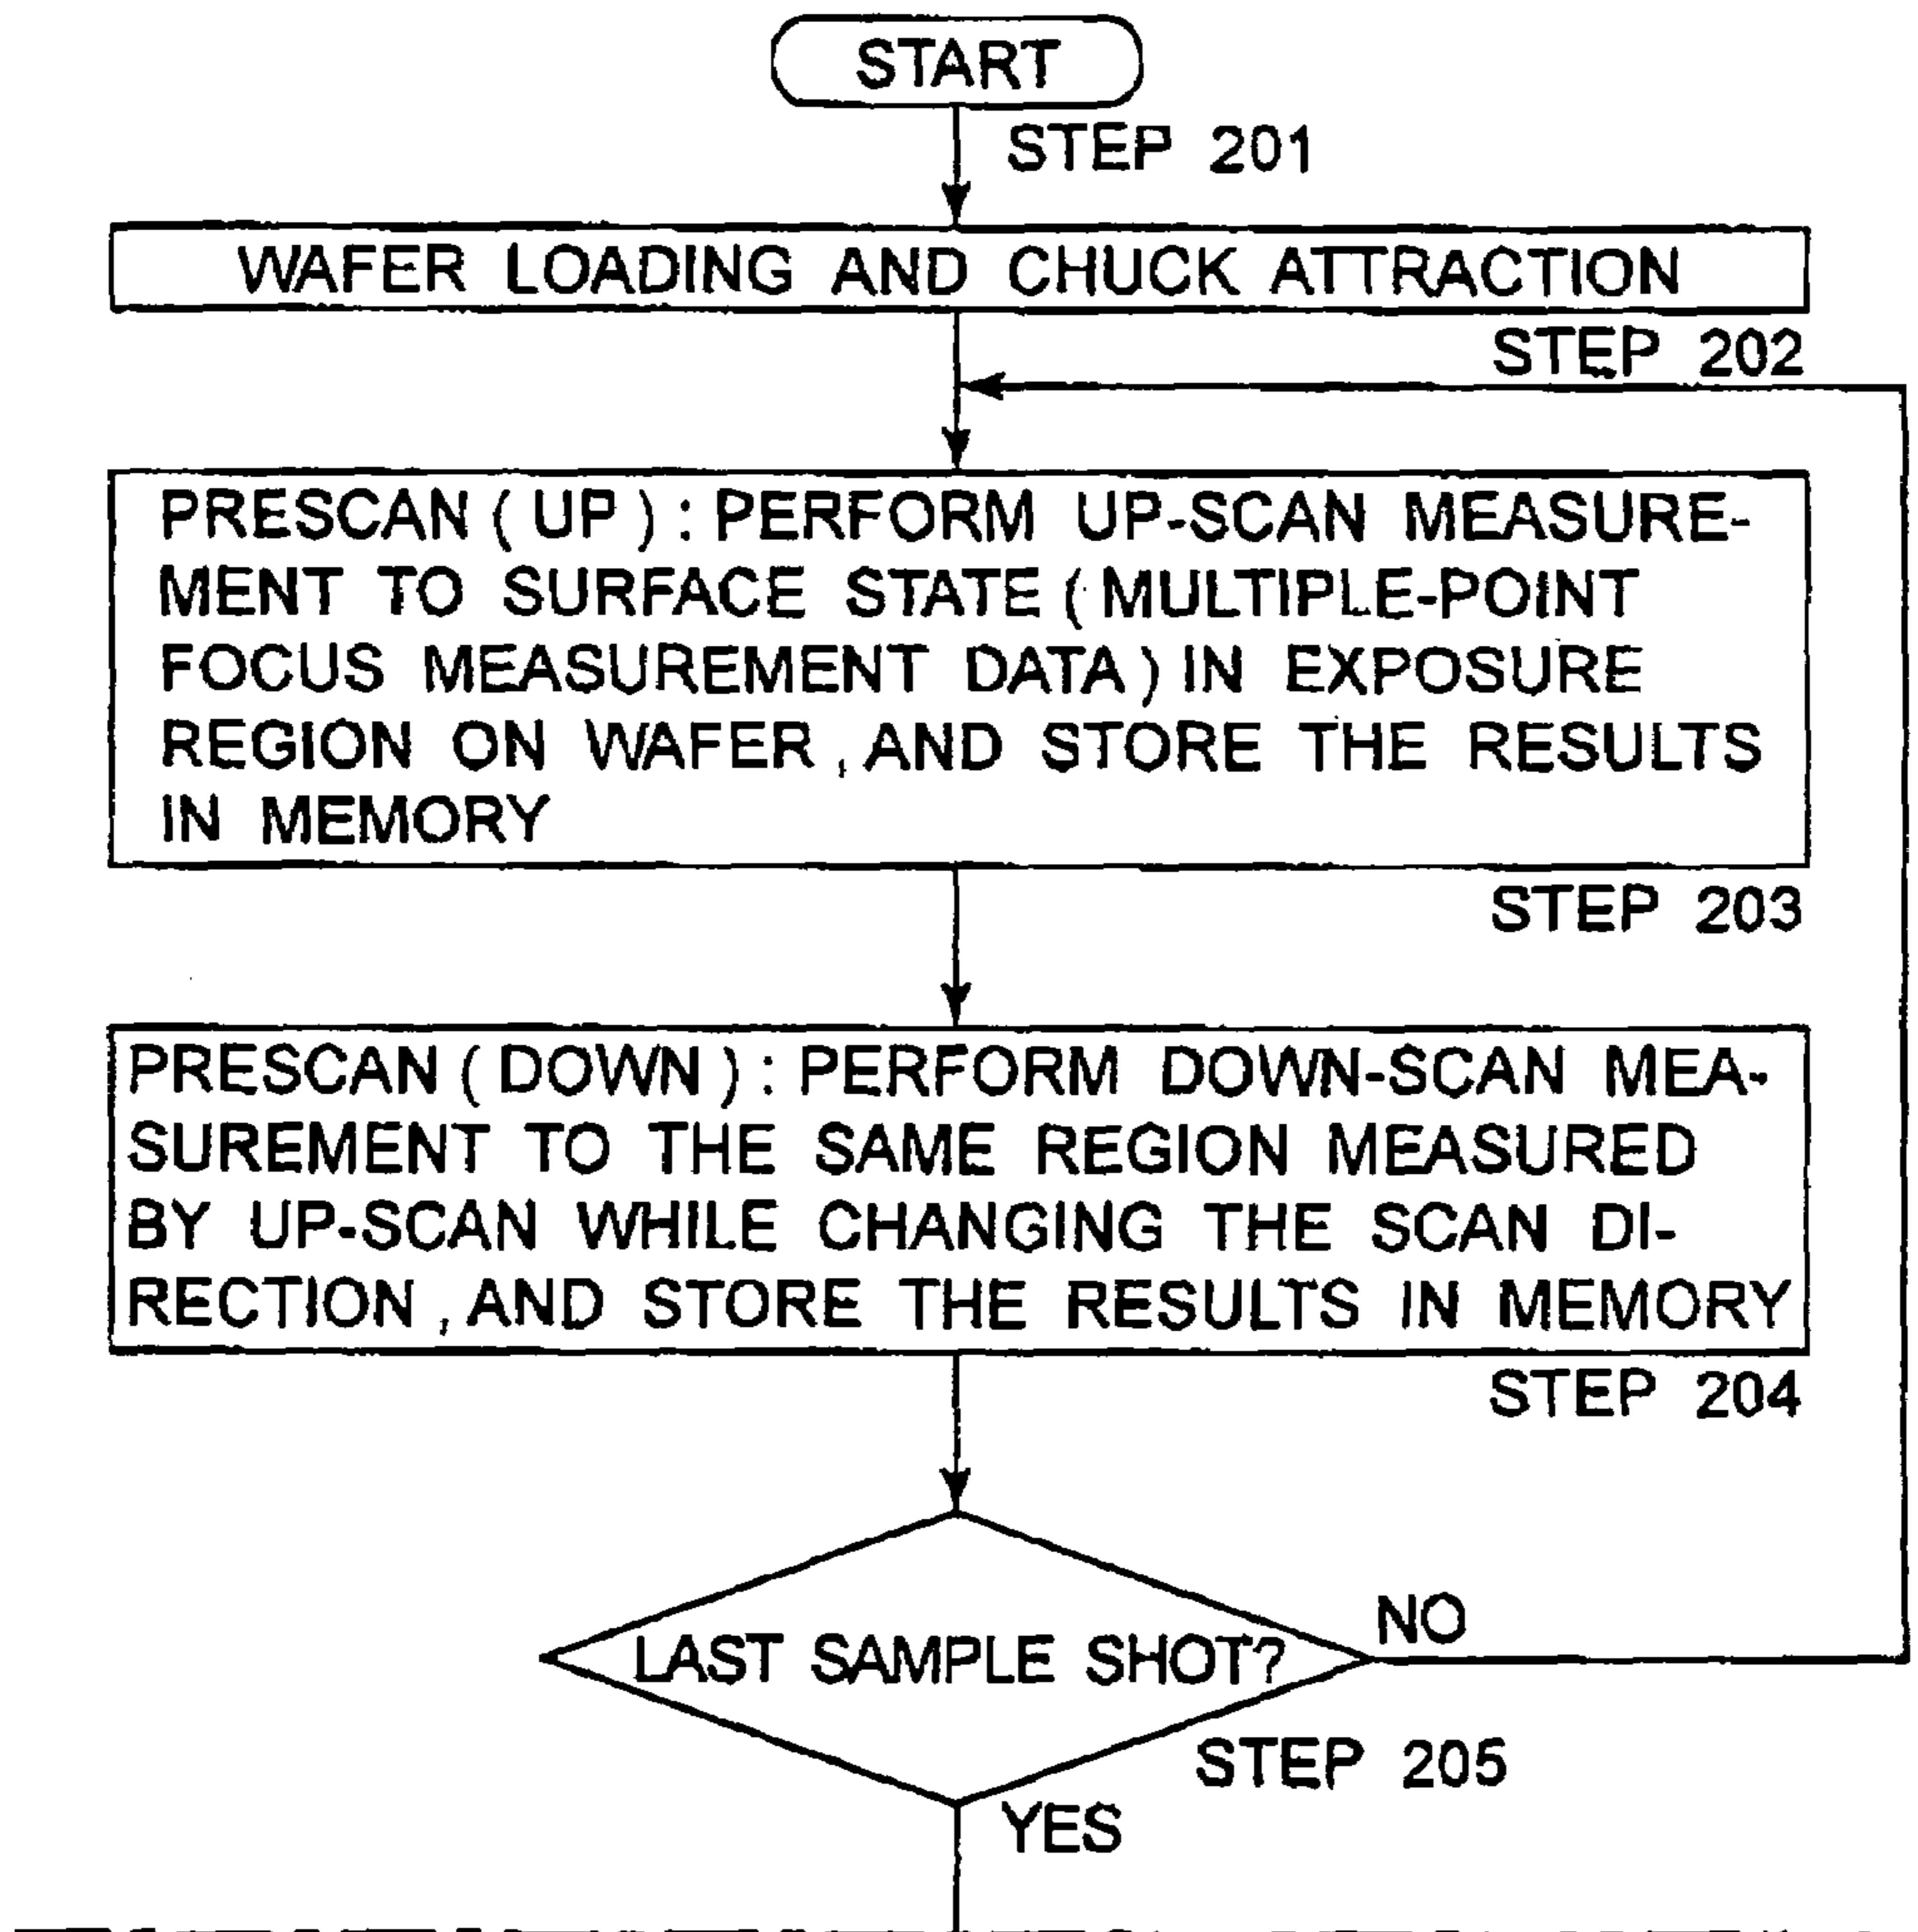 START
STEP 201
WAFER LOADING AND CHUCK ATTRACTION
STEP 202
PRESCAN (UP) : PERFORM UP-SCAN MEASURE-
MENT TO SURFACE STATE (MULTIPLE-POINT
FOCUS MEASUREMENT DATA) IN EXPOSURE
REGION ON WAFER, AND STORE THE RESULTS
IN MEMORY
STEP 203
PRESCAN (DOWN) : PERFORM DOWN-SCAN MEA-
SUREMENT TO THE SAME REGION MEASURED
BY UP-SCAN WHILE CHANGING THE SCAN DI-
RECTION, AND STORE THE RESULTS IN MEMORY
STEP 204
LAST SAMPLE SHOT?
NO
STEP 205
YES